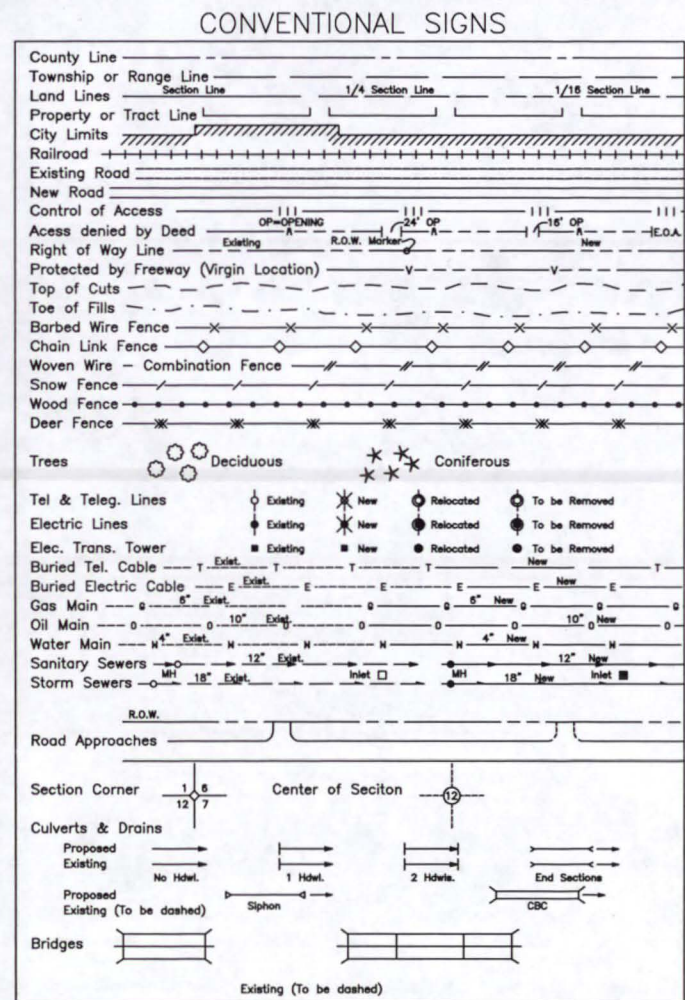 CONVENTIONAL SIGNS
County Line
Township or Range Line
Land Lines Section Line 1/4 Section Line 1/16 Section Line
Property or Tract Line
City Limits
Railroad
Existing Road
New Road
Control of Access
OP=OPENING 24' OP 16' OP
Acess denied by Deed E.O.A.
Right of Way Line Existing R.O.W. Marker New
Protected by Freeway (Virgin Location) V V
Top of Cuts
Toe of Fills
Barbed Wire Fence
Chain Link Fence
Woven Wire - Combination Fence
Snow Fence
Wood Fence
Deer Fence
Trees Deciduous Coniferous
Tel & Teleg. Lines Existing New Relocated To be Removed
Electric Lines Existing New Relocated To be Removed
Elec. Trans. Tower Existing New Relocated To be Removed
Buried Tel. Cable T Exist. T T T New T
Buried Electric Cable E Exist. E E E E New E
Gas Main G 6" Exist. G G 6" New G G
Oil Main O 10" Exist. O O O O O O 10" New O
Water Main W 4" Exist. W W W W 4" New W W
Sanitary Sewers 12" Exist. 12" New
Storm Sewers MH 18" Exist. Inlet MH 18" New Inlet
R.O.W.
Road Approaches
Section Corner 1 6 12 7 Center of Seciton 12
Culverts & Drains
Proposed
Existing
No Hdwl. 1 Hdwl. 2 Hdwls. End Sections
Proposed
Existing (To be dashed) Siphon CBC
Bridges
Existing (To be dashed)